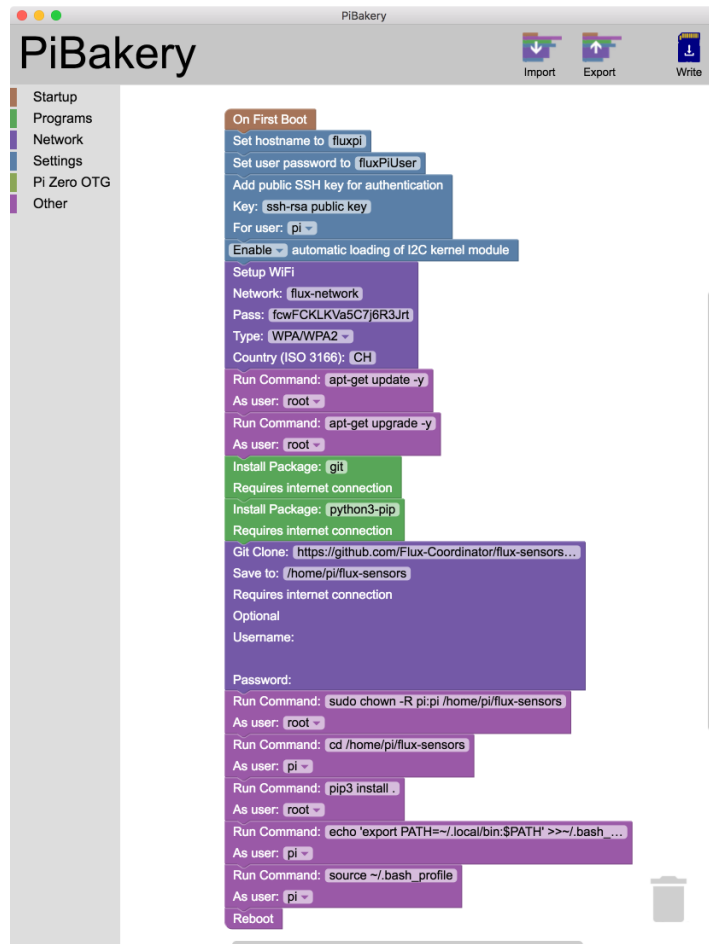 PiBakery
PiBakery
Import
Export
Write
Startup
Programs
Network
Settings
Pi Zero OTG
Other
On First Boot
Set hostname to fluxpi
Set user password to fluxPiUser
Add public SSH key for authentication
Key: ssh-rsa public key
For user: pi
Enable automatic loading of I2C kernel module
Setup WiFi
Network: flux-network
Pass: fcwFCKLKVa5C7j6R3Jrt
Type: WPA/WPA2
Country (ISO 3166): CH
Run Command: apt-get update -y
As user: root
Run Command: apt-get upgrade -y
As user: root
Install Package: git
Requires internet connection
Install Package: python3-pip
Requires internet connection
Git Clone: https://github.com/Flux-Coordinator/flux-sensors...
Save to: /home/pi/flux-sensors
Requires internet connection
Optional
Username:
Password:
Run Command: sudo chown -R pi:pi /home/pi/flux-sensors
As user: root
Run Command: cd /home/pi/flux-sensors
As user: pi
Run Command: pip3 install .
As user: root
Run Command: echo 'export PATH=~/.local/bin:$PATH' >>~/.bash_...
As user: pi
Run Command: source ~/.bash_profile
As user: pi
Reboot